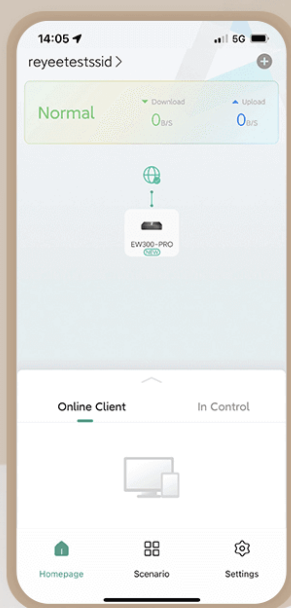 14:05
5G
reyeetestssid >
Normal
Download
Upload
0B/S
0B/S
EW300-PRO
NEW
Online Client
In Control
Homepage
Scenario
Settings